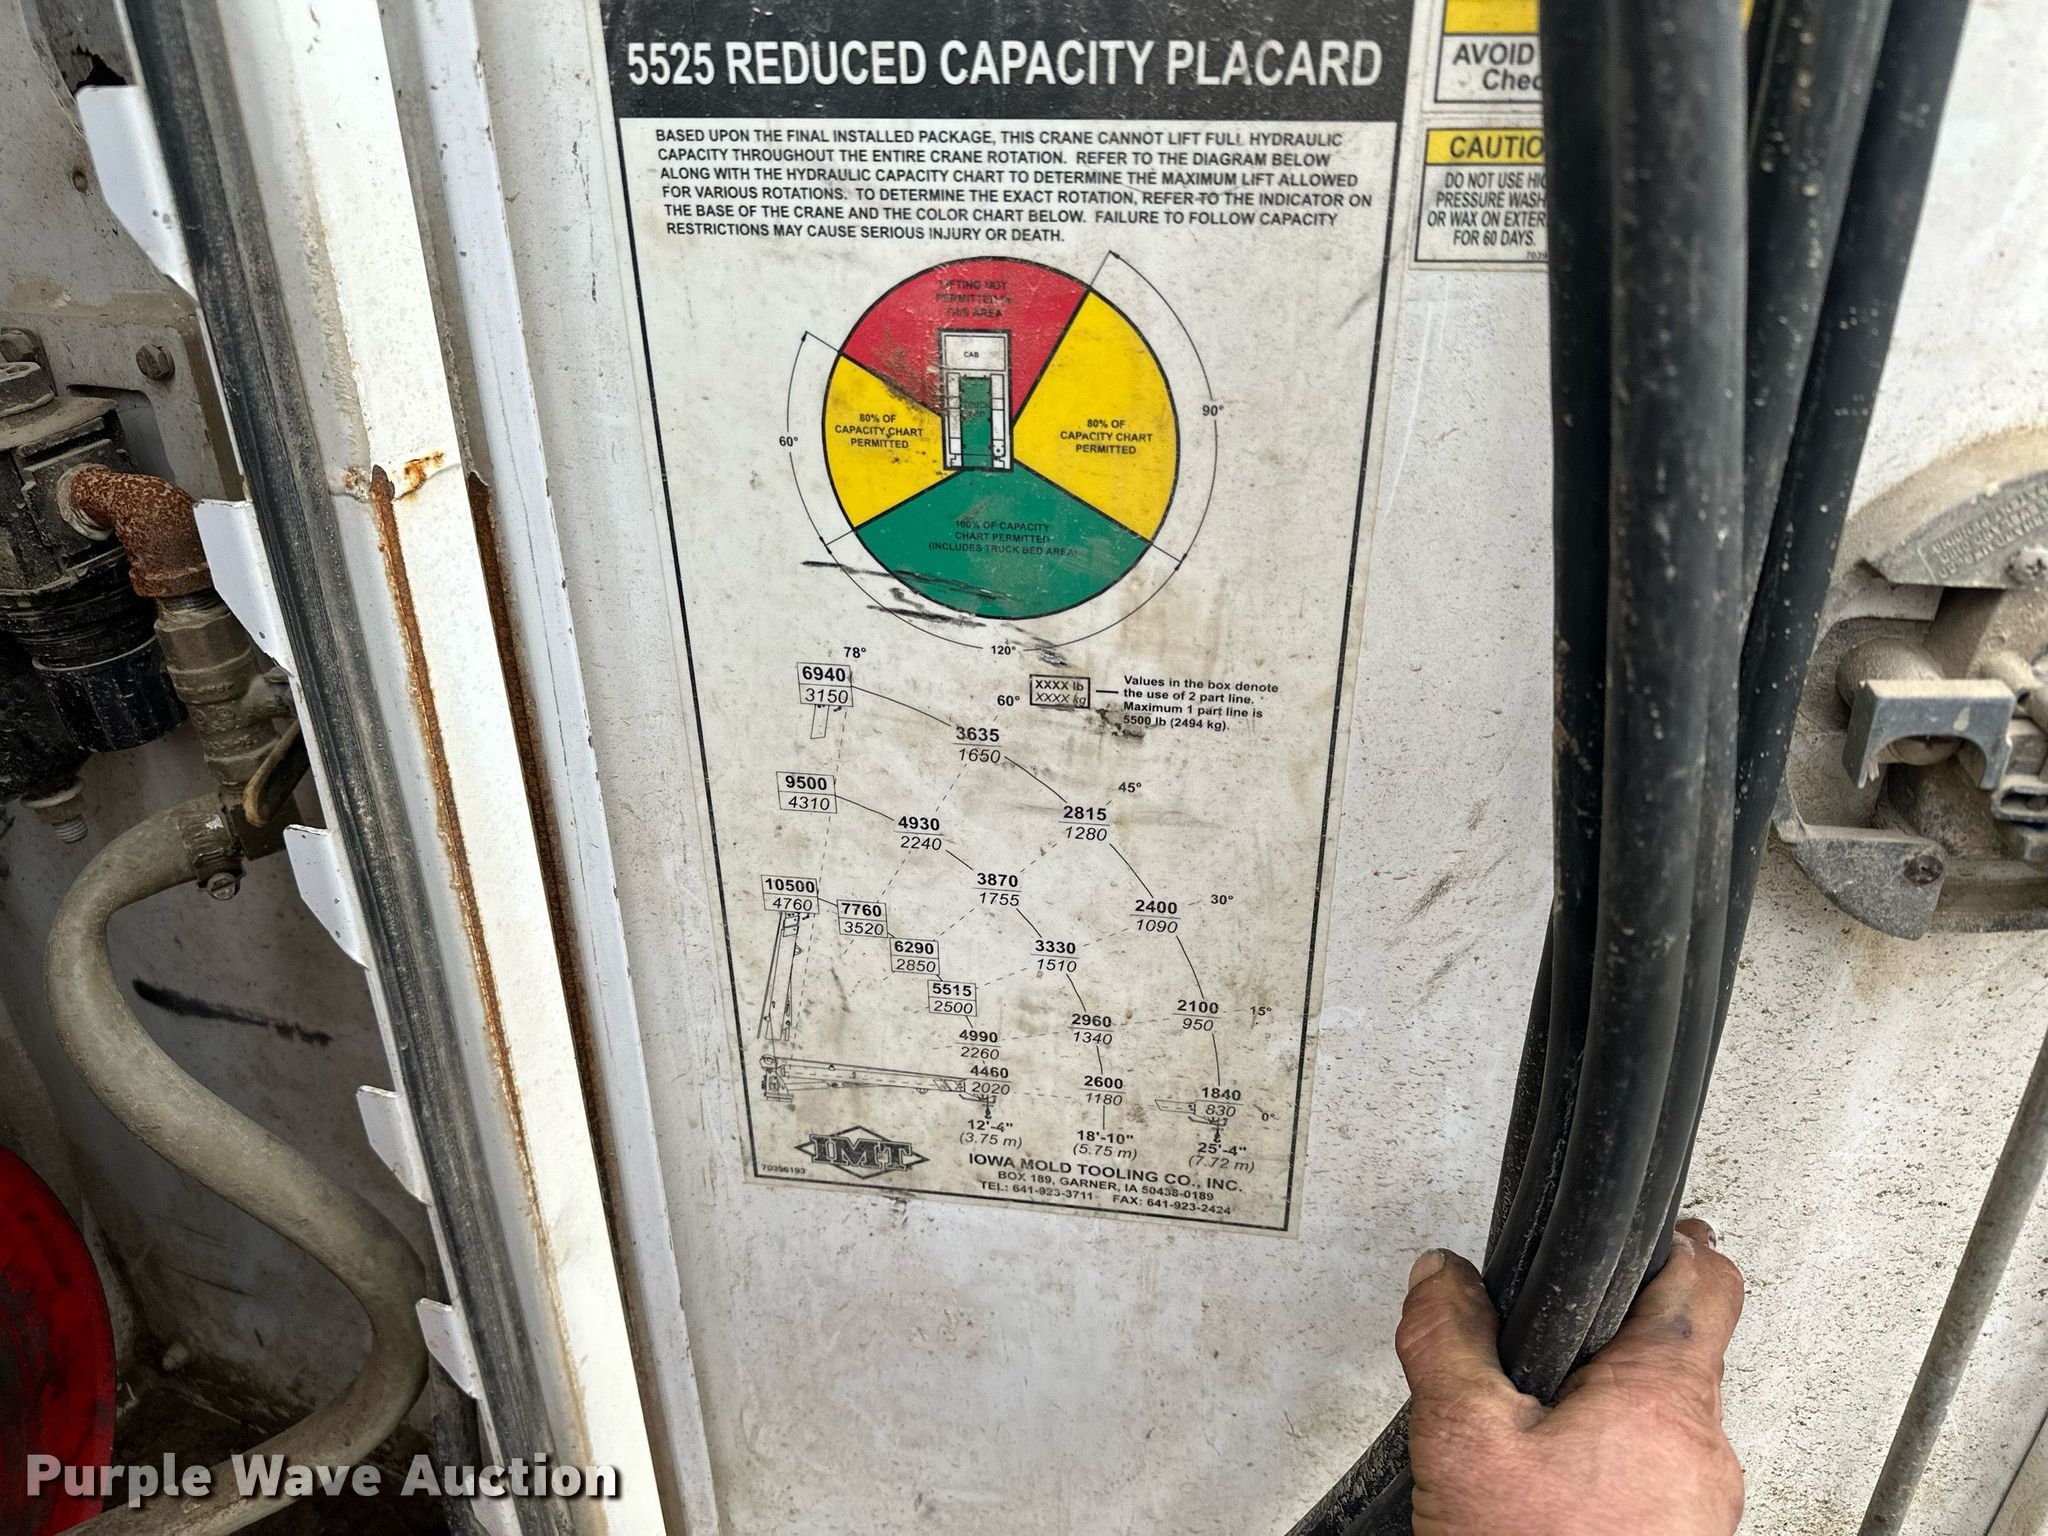 5525 REDUCED CAPACITY PLACARD
BASED UPON THE FINAL INSTALLED PACKAGE, THIS CRANE CANNOT LIFT FULL HYDRAULIC
CAPACITY THROUGHOUT THE ENTIRE CRANE ROTATION. REFER TO THE DIAGRAM BELOW
ALONG WITH THE HYDRAULIC CAPACITY CHART TO DETERMINE THE MAXIMUM LIFT ALLOWED
FOR VARIOUS ROTATIONS. TO DETERMINE THE EXACT ROTATION, REFER TO THE INDICATOR ON
THE BASE OF THE CRANE AND THE COLOR CHART BELOW. FAILURE TO FOLLOW CAPACITY
RESTRICTIONS MAY CAUSE SERIOUS INJURY OR DEATH.
LIFTING NOT
PERMITTED IN
THIS AREA
CAB
60°
80% OF
CAPACITY CHART
PERMITTED
80% OF
CAPACITY CHART
PERMITTED
90°
100% OF CAPACITY
CHART PERMITTED
(INCLUDES TRUCK BED AREA)
120°
78°
6940
3150
60°
XXXX lb
XXXX kg
Values in the box denote
the use of 2 part line.
Maximum 1 part line is
5500 lb (2494 kg).
3635
1650
9500
4310
45°
4930
2240
2815
1280
3870
1755
10500
4760
7760
3520
2400
1090
30°
6290
2850
3330
1510
5515
2500
2100
950
15°
4990
2260
2960
1340
4460
2020
2600
1180
1840
830
0°
12'-4"
(3.75 m)
18'-10"
(5.75 m)
25'-4"
(7.72 m)
IMT
70396193
IOWA MOLD TOOLING CO., INC.
BOX 189, GARNER, IA 50438-0189
TEL: 641-923-3711 FAX: 641-923-2424
AVOID
CAUTIO
DO NOT USE
PRESSURE WASH
OR WAX ON EXTER
FOR 60 DAYS.
Purple Wave Auction